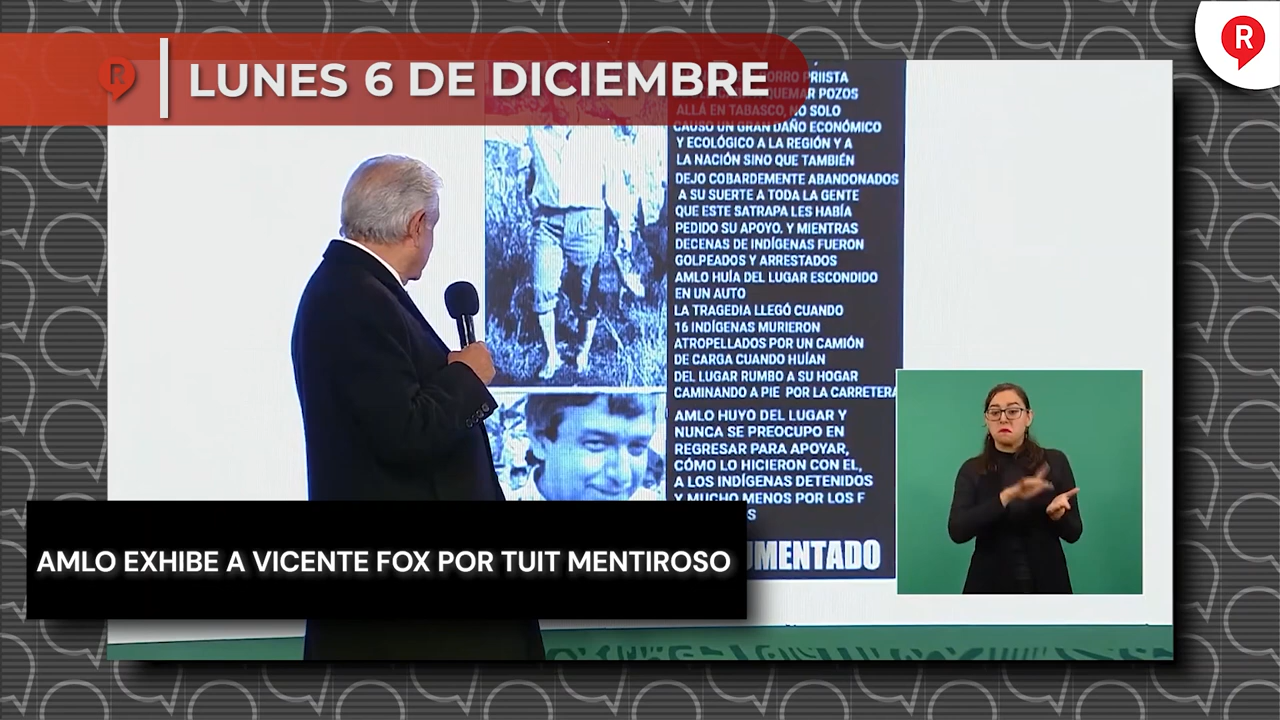 R
R
LUNES 6 DE DICIEMBRE
PRIISTA
QUEMAR POZOS
ALLÁ EN TABASCO, NO SOLO
CAUSO UN GRAN DAÑO ECONÓMICO
Y ECOLÓGICO A LA REGIÓN Y A
LA NACIÓN SINO QUE TAMBIÉN
DEJO COBARDEMENTE ABANDONADOS
A SU SUERTE A TODA LA GENTE
QUE ESTE SATRAPA LES HABÍA
PEDIDO SU APOYO. Y MIENTRAS
DECENAS DE INDÍGENAS FUERON
GOLPEADOS Y ARRESTADOS
AMLO HUÍA DEL LUGAR ESCONDIDO
EN UN AUTO
LA TRAGEDIA LLEGÓ CUANDO
16 INDÍGENAS MURIERON
ATROPELLADOS POR UN CAMIÓN
DE CARGA CUANDO HUÍAN
DEL LUGAR RUMBO A SU HOGAR
CAMINANDO A PIE POR LA CARRETERA
AMLO HUYO DEL LUGAR Y
NUNCA SE PREOCUPO EN
REGRESAR PARA APOYAR,
CÓMO LO HICIERON CON EL,
A LOS INDÍGENAS DETENIDOS
Y MUCHO MENOS POR LOS F
S
UMENTADO
AMLO EXHIBE A VICENTE FOX POR TUIT MENTIROSO